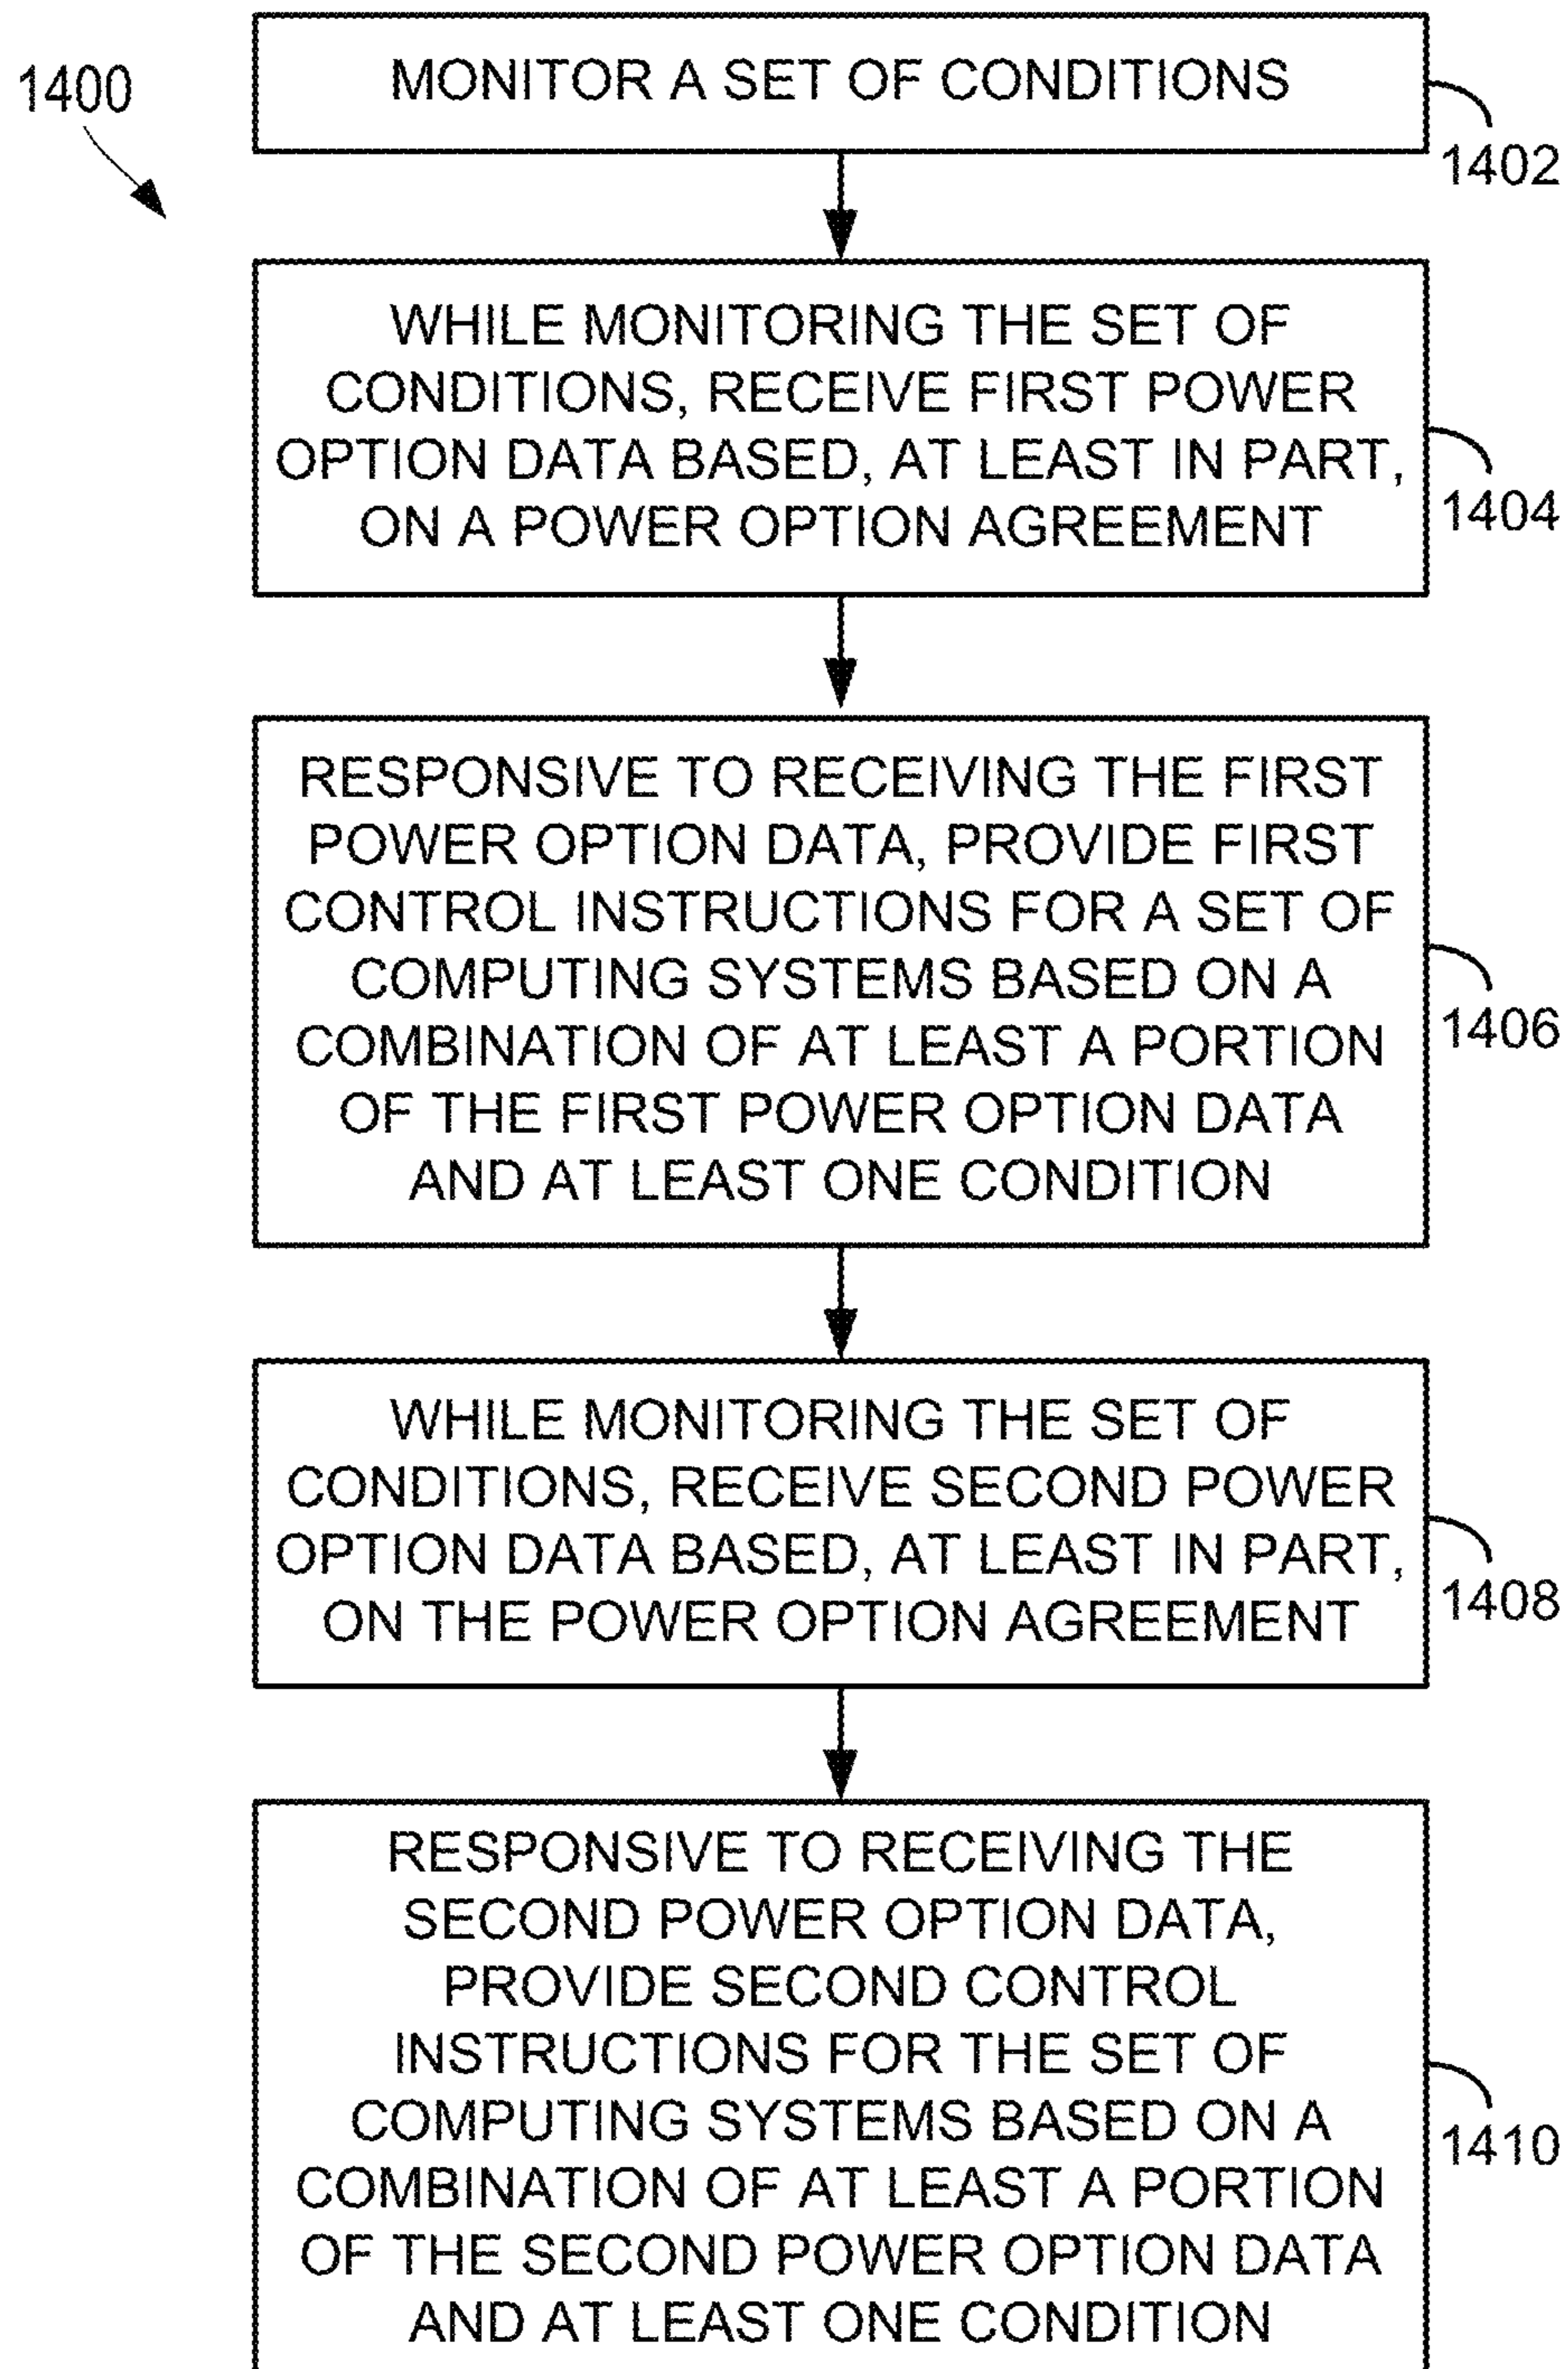 1400
MONITOR A SET OF CONDITIONS
1402
WHILE MONITORING THE SET OF
CONDITIONS, RECEIVE FIRST POWER
OPTION DATA BASED, AT LEAST IN PART,
ON A POWER OPTION AGREEMENT
1404
RESPONSIVE TO RECEIVING THE FIRST
POWER OPTION DATA, PROVIDE FIRST
CONTROL INSTRUCTIONS FOR A SET OF
COMPUTING SYSTEMS BASED ON A
COMBINATION OF AT LEAST A PORTION
OF THE FIRST POWER OPTION DATA
AND AT LEAST ONE CONDITION
1406
WHILE MONITORING THE SET OF
CONDITIONS, RECEIVE SECOND POWER
OPTION DATA BASED, AT LEAST IN PART,
ON THE POWER OPTION AGREEMENT
1408
RESPONSIVE TO RECEIVING THE
SECOND POWER OPTION DATA,
PROVIDE SECOND CONTROL
INSTRUCTIONS FOR THE SET OF
COMPUTING SYSTEMS BASED ON A
COMBINATION OF AT LEAST A PORTION
OF THE SECOND POWER OPTION DATA
AND AT LEAST ONE CONDITION
1410